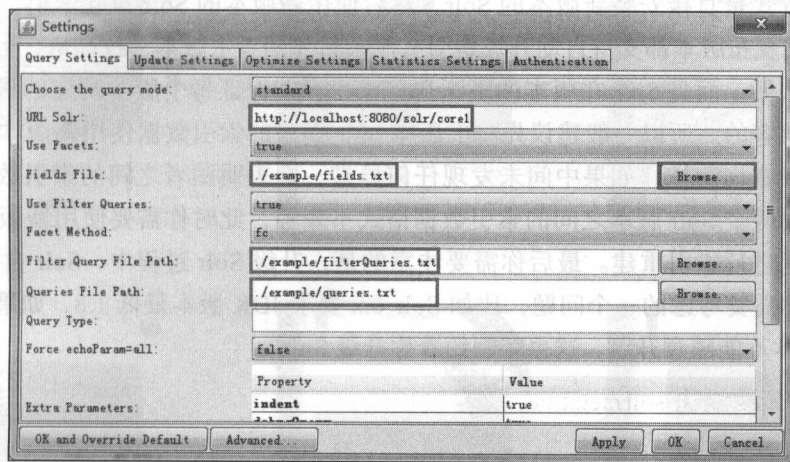 Settings
Query Settings Update Settings Optimize Settings Statistics Settings Authentication
Choose the query mode: standard
URL Solr: http://localhost:8080/solr/core1
Use Facets: true
Fields File: ./example/fields.txt Browse...
Use Filter Queries: true
Facet Method: fc
Filter Query File Path: ./example/filterQueries.txt Browse...
Queries File Path: ./example/queries.txt Browse...
Query Type:
Force echoParam=all: false
Property Value
Extra Parameters: indent true
debugQuery true
OK and Override Default Advanced... Apply OK Cancel